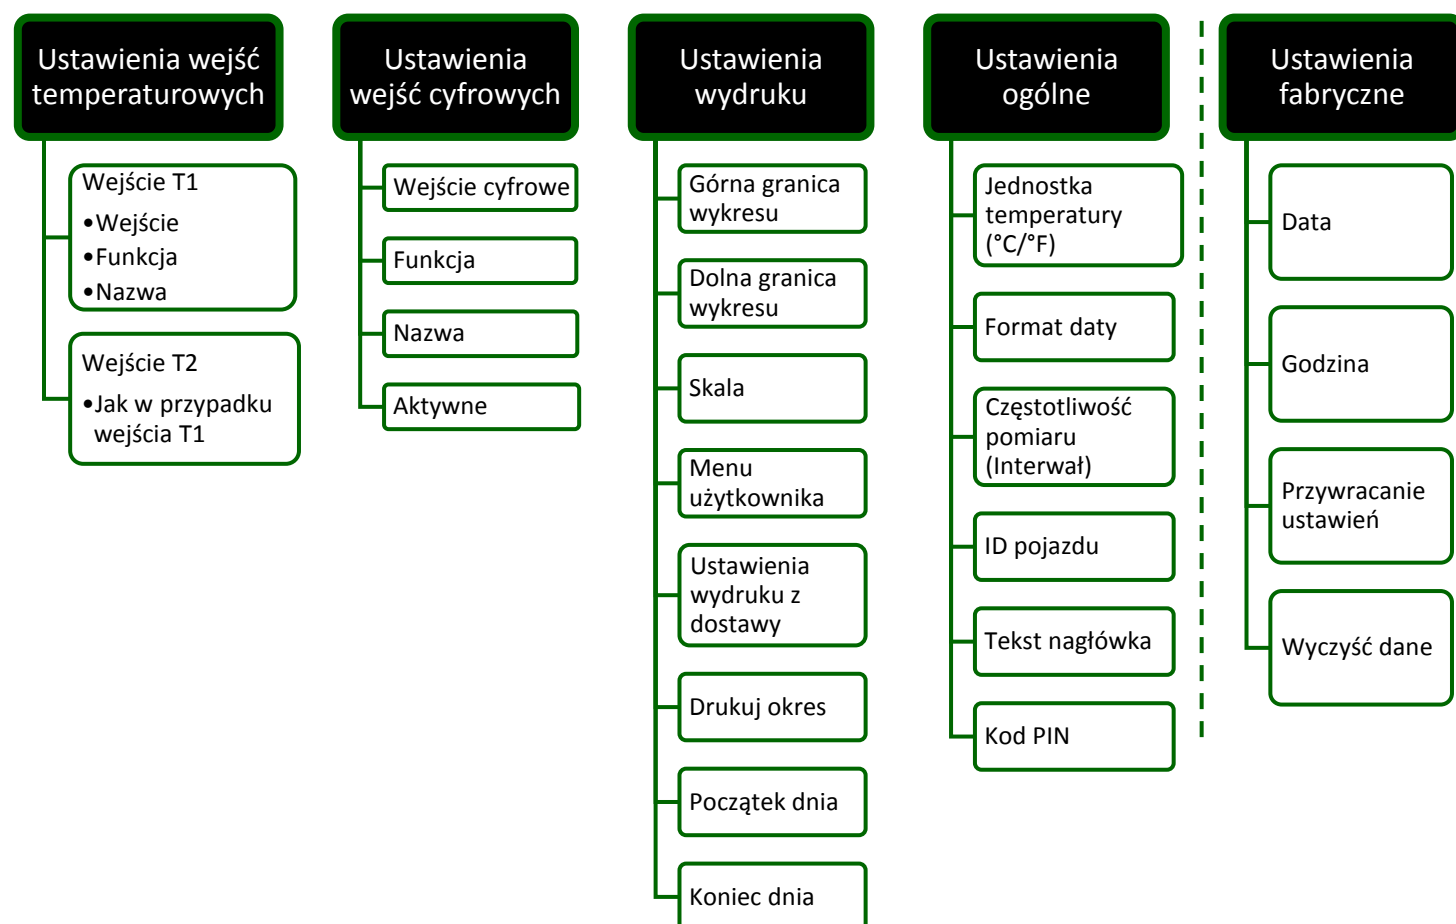 Ustawienia wejść
temperaturowych
Wejście T1
•Wejście
•Funkcja
•Nazwa
Wejście T2
•Jak w przypadku
wejścia T1
Ustawienia
wejść cyfrowych
Wejście cyfrowe
Funkcja
Nazwa
Aktywne
Ustawienia
wydruku
Górna granica
wykresu
Dolna granica
wykresu
Skala
Menu
użytkownika
Ustawienia
wydruku z
dostawy
Drukuj okres
Początek dnia
Koniec dnia
Ustawienia
ogólne
Jednostka
temperatury
(°C/°F)
Format daty
Częstotliwość
pomiaru
(Interwał)
ID pojazdu
Tekst nagłówka
Kod PIN
Ustawienia
fabryczne
Data
Godzina
Przywracanie
ustawień
Wyczyść dane